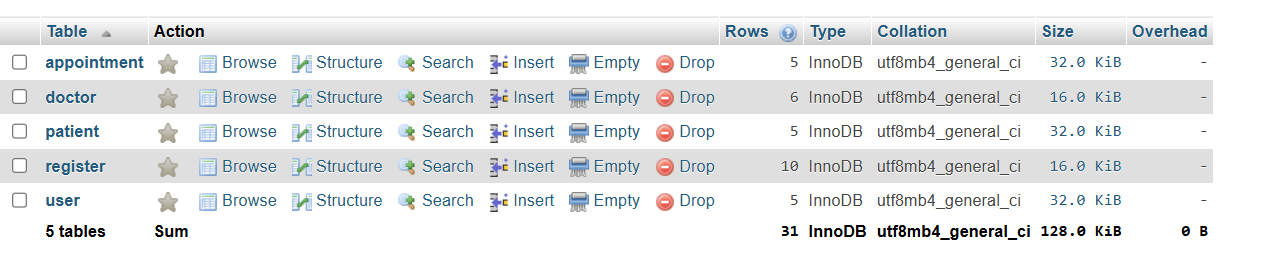 Table Action Rows Type Collation Size Overhead
appointment Browse Structure Search Insert Empty Drop 5 InnoDB utf8mb4_general_ci 32.0 KiB -
doctor Browse Structure Search Insert Empty Drop 6 InnoDB utf8mb4_general_ci 16.0 KiB -
patient Browse Structure Search Insert Empty Drop 5 InnoDB utf8mb4_general_ci 32.0 KiB -
register Browse Structure Search Insert Empty Drop 10 InnoDB utf8mb4_general_ci 16.0 KiB -
user Browse Structure Search Insert Empty Drop 5 InnoDB utf8mb4_general_ci 32.0 KiB -
5 tables Sum 31 InnoDB utf8mb4_general_ci 128.0 KiB 0 B